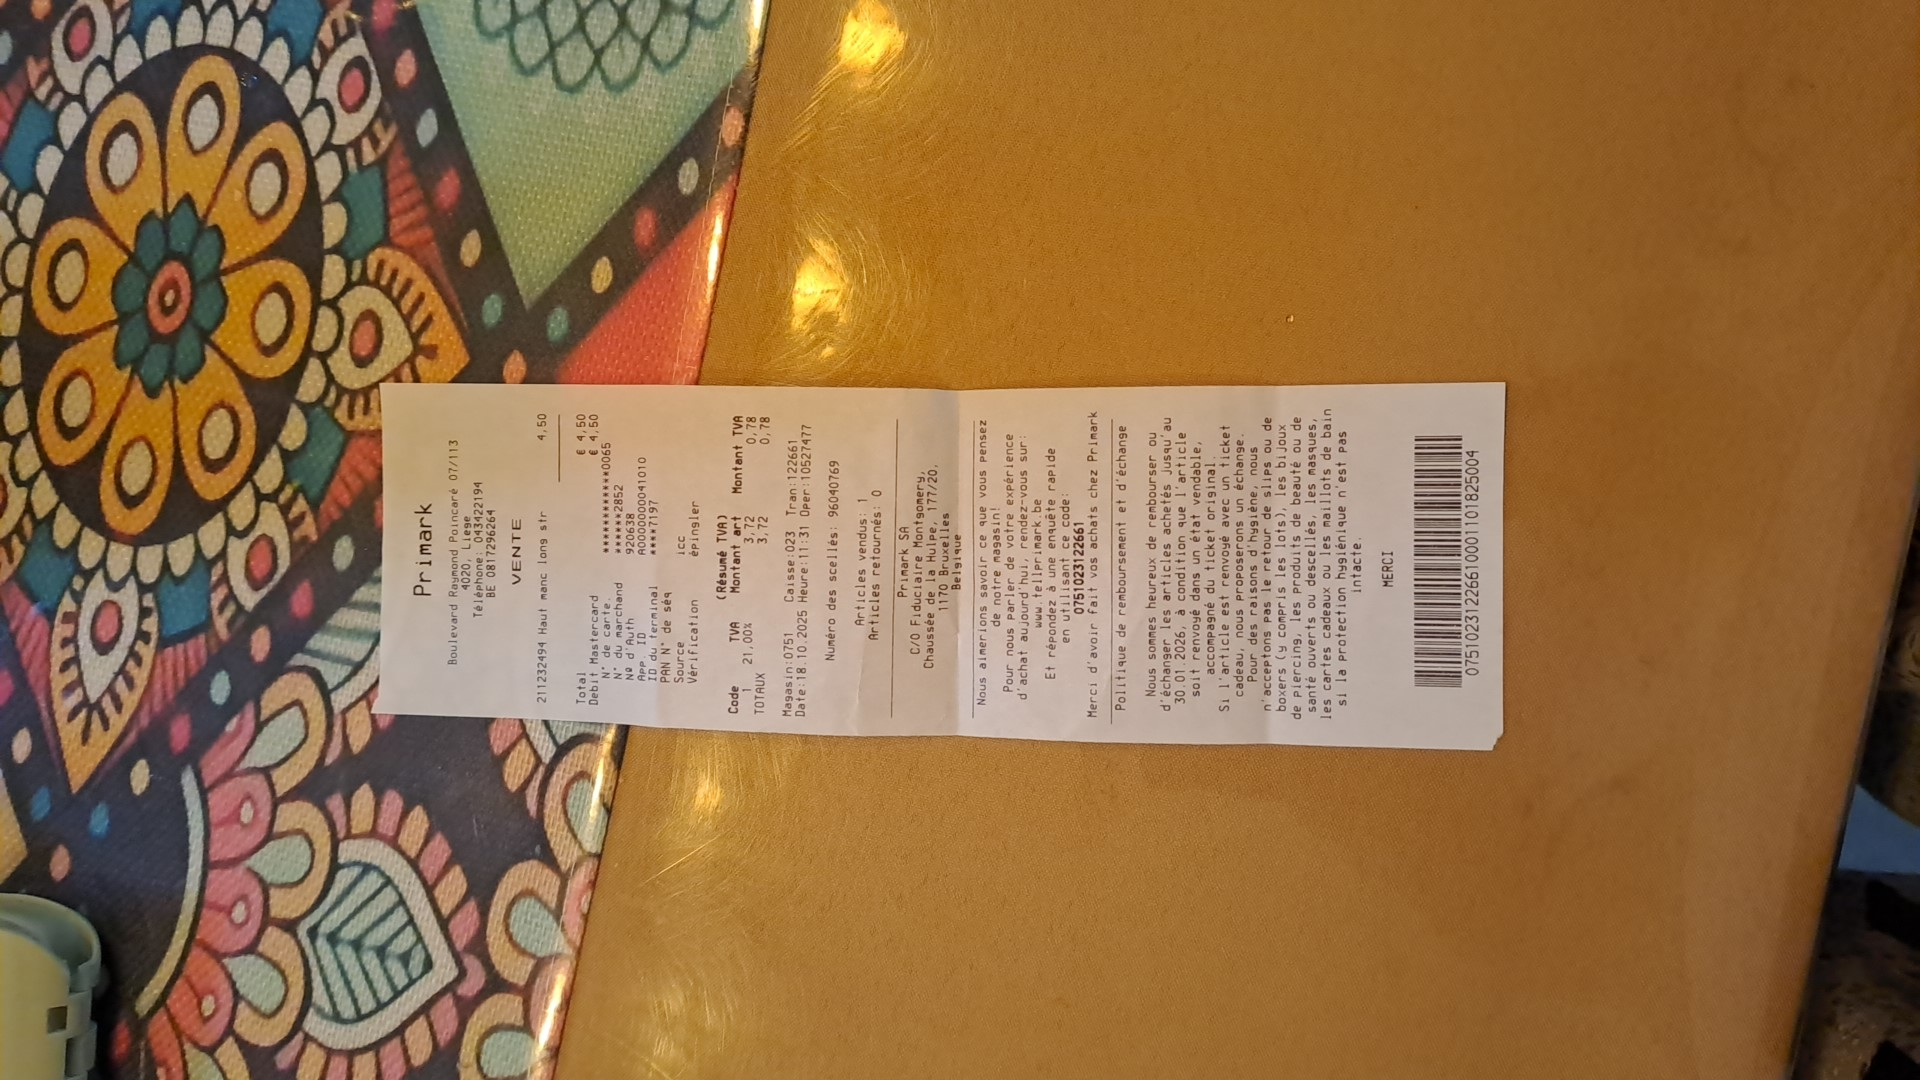 Primark
Boulevard Raymond Poincaré 07/113
4020, Liege
Téléphone: 043422194
BE 0817296264
VENTE
211232494 Haut manc long str 4,50
Total € 4,50
Debit Mastercard € 4,50
N° de carte. ************0065
N° du marchand ******2852
Nº d'Auth 920638
App. ID A0000000041010
ID du terminal ****7197
PAN N° de séq
Source icc
Vérification épingler
(Résumé TVA)
Code TVA Montant art Montant TVA
1 21,00% 3,72 0,78
TOTAUX 3,72 0,78
Magasin:0751 Caisse:023 Tran:122661
Date:18.10.2025 Heure:11:31 Oper:10527477
Numéro des scellés: 96040769
Articles vendus: 1
Articles retournés: 0
Primark SA
C/O Fiduciaire Montgomery,
Chaussée de la Hulpe, 177/20,
1170 Bruxelles
Belgique
Nous aimerions savoir ce que vous pensez
de notre magasin!
Pour nous parler de votre expérience
d'achat aujourd'hui, rendez-vous sur:
www.tellprimark.be
Et répondez à une enquête rapide
en utilisant ce code:
075102312​2661
Merci d'avoir fait vos achats chez Primark
Politique de remboursement et d'échange
Nous sommes heureux de rembourser ou
d'échanger les articles achetés jusqu'au
30.01.2026, à condition que l'article
soit renvoyé dans un état vendable,
accompagné du ticket original.
Si l'article est renvoyé avec un ticket
cadeau, nous proposerons un échange.
Pour des raisons d'hygiène, nous
n'acceptons pas le retour de slips ou de
boxers (y compris les lots), les bijoux
de piercing, les produits de beauté ou de
santé ouverts ou descellés, les masques,
les cartes cadeaux ou les maillots de bain
si la protection hygiénique n'est pas
intacte.
MERCI
07510231226610001101825004